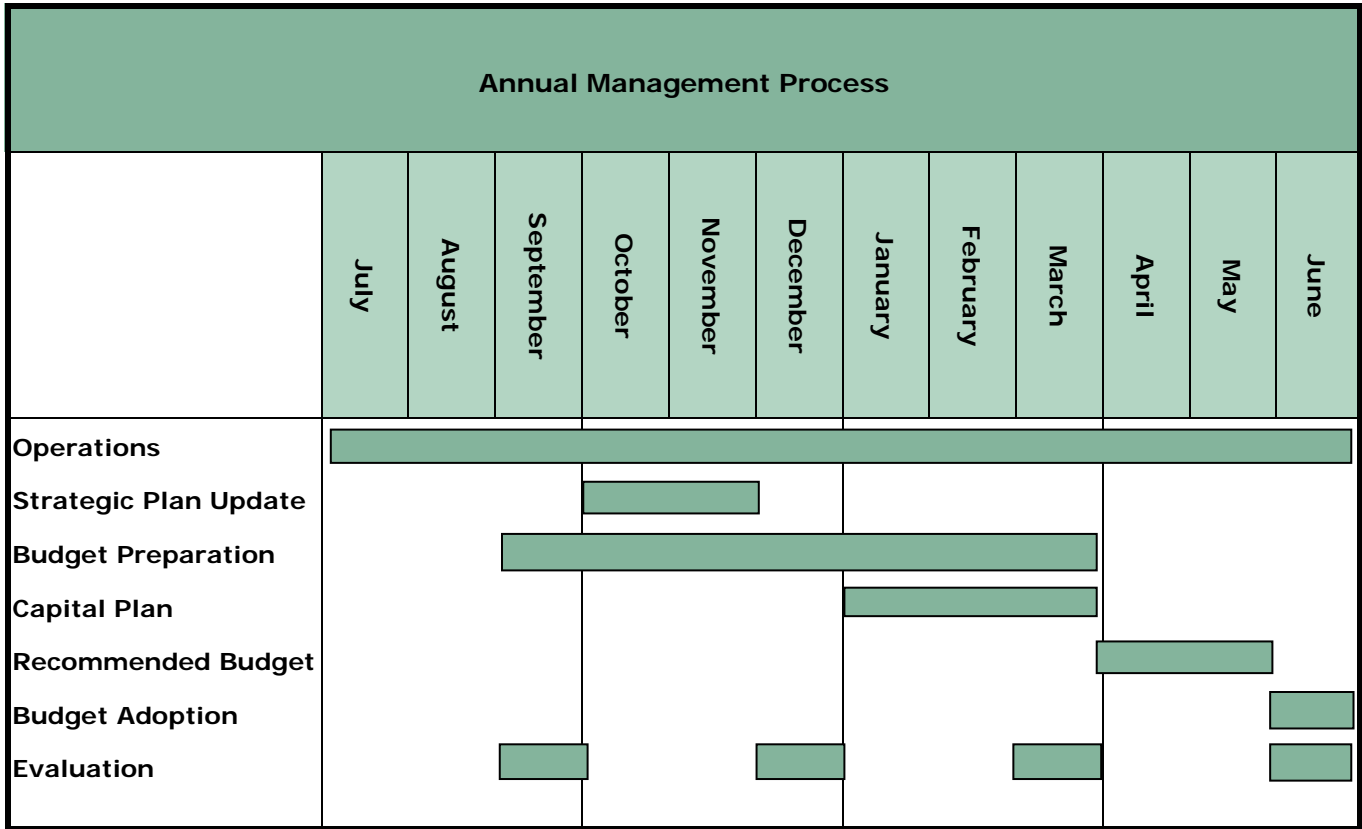 Annual Management Process
July
August
September
October
November
December
January
February
March
April
May
June
Operations
Strategic Plan Update
Budget Preparation
Capital Plan
Recommended Budget
Budget Adoption
Evaluation